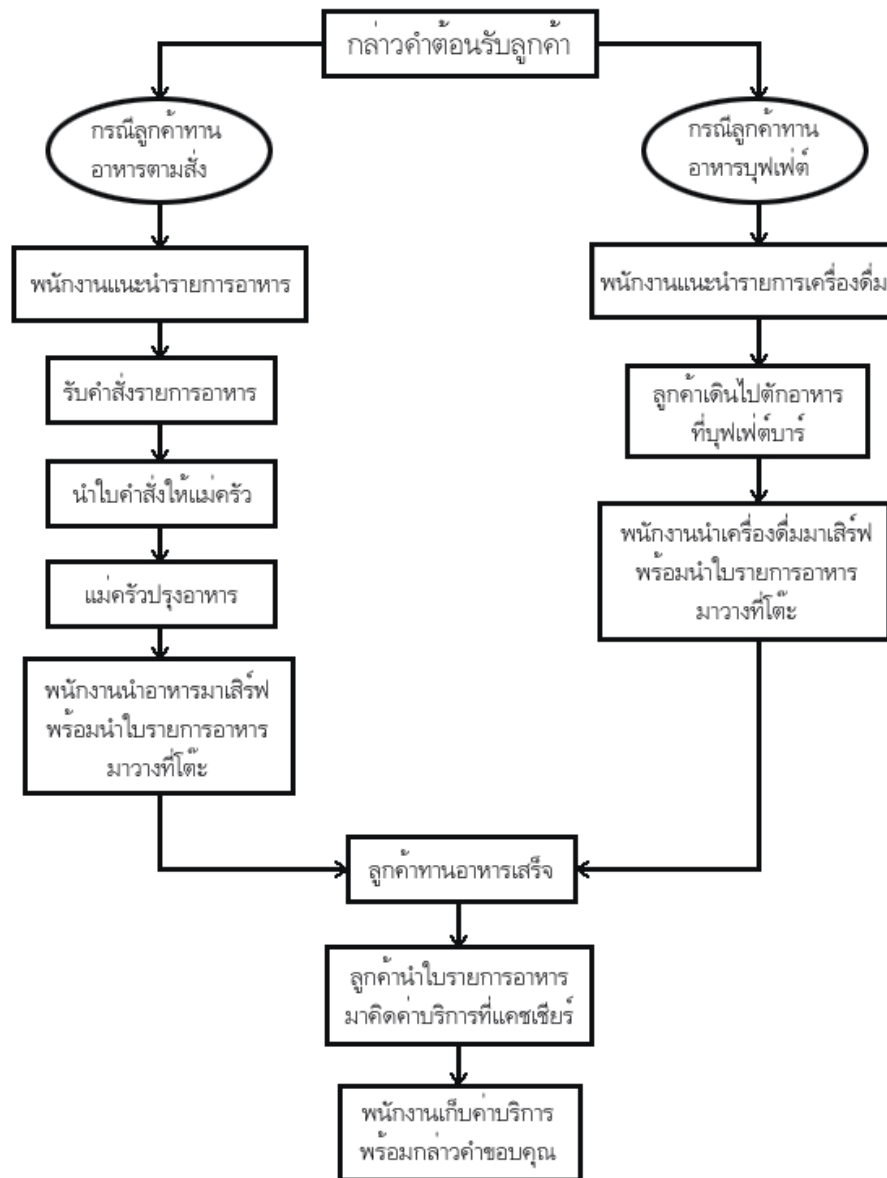 กล่าวคำต้อนรับลูกค้า
กรณีลูกค้าทาน
อาหารตามสั่ง
พนักงานแนะนำรายการอาหาร
รับคำสั่งรายการอาหาร
นำใบคำสั่งให้แม่ครัว
แม่ครัวปรุงอาหาร
พนักงานนำอาหารมาเสิร์ฟ
พร้อมนำใบรายการอาหาร
มาวางที่โต๊ะ
กรณีลูกค้าทาน
อาหารบุฟเฟ่ต์
พนักงานแนะนำรายการเครื่องดื่ม
ลูกค้าเดินไปตักอาหาร
ที่บุฟเฟ่ต์บาร์
พนักงานนำเครื่องดื่มมาเสิร์ฟ
พร้อมนำใบรายการอาหาร
มาวางที่โต๊ะ
ลูกค้าทานอาหารเสร็จ
ลูกค้านำใบรายการอาหาร
มาคิดค่าบริการที่แคชเชียร์
พนักงานเก็บค่าบริการ
พร้อมกล่าวคำขอบคุณ